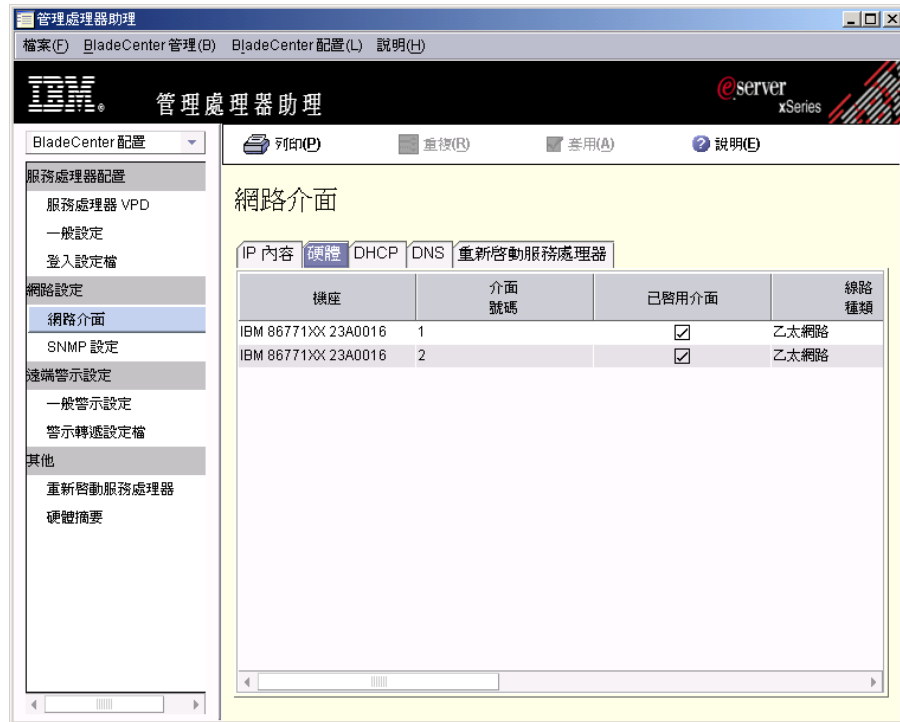 管理處理器助理
檔案(F) BladeCenter 管理(B) BladeCenter 配置(L) 說明(H)
IBM® 管理處理器助理
eserver
xSeries
BladeCenter 配置
列印(P) 重複(R) 套用(A) 說明(E)
服務處理器配置
服務處理器 VPD
一般設定
登入設定檔
網路設定
網路介面
SNMP 設定
遠端警示設定
一般警示設定
警示轉遞設定檔
其他
重新啓動服務處理器
硬體摘要
網路介面
IP 內容 硬體 DHCP DNS 重新啓動服務處理器
機座 介面號碼 已啓用介面 線路種類
IBM 86771XX 23A0016 1 乙太網路
IBM 86771XX 23A0016 2 乙太網路